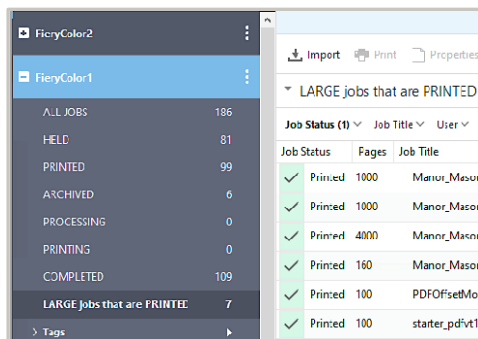 FieryColor2
FieryColor1
ALL JOBS 186
HELD 81
PRINTED 99
ARCHIVED 6
PROCESSING 0
PRINTING 0
COMPLETED 109
LARGE jobs that are PRINTED 7
Tags
Import Print Properties
LARGE jobs that are PRINTED
Job Status (1) Job Title User
Job Status Pages Job Title
Printed 1000 Manor_Mason
Printed 1000 Manor_Mason
Printed 4000 Manor_Mason
Printed 160 Manor_Mason
Printed 100 PDFOffsetMo
Printed 100 starter_pdfvt1